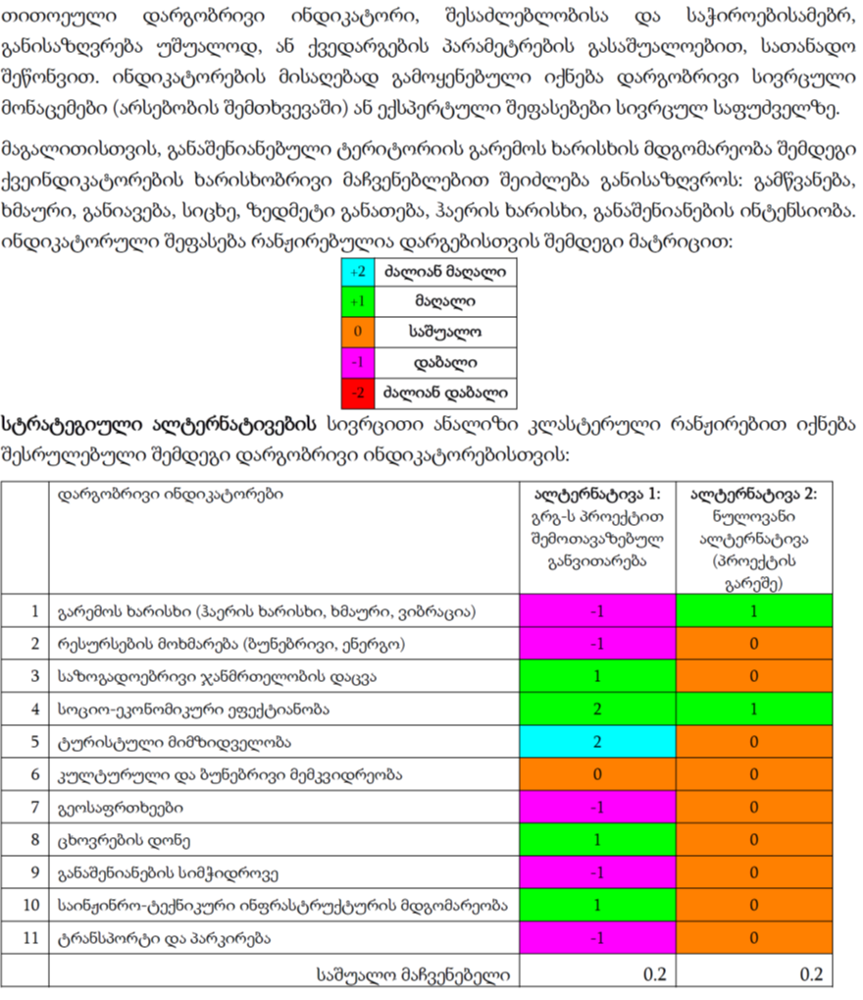 თითოეული დარგობრივი ინდიკატორი, შესაძლებლობისა და საჭიროებისამებრ,
განისაზღვრება უშუალოდ, ან ქვედარგების პარამეტრების გასაშუალოებით, სათანადო
შეწონვით. ინდიკატორების მისაღებად გამოყენებული იქნება დარგობრივი სივრცული
მონაცემები (არსებობის შემთხვევაში) ან ექსპერტული შეფასებები სივრცულ საფუძველზე.
მაგალითისთვის, განაშენიანებული ტერიტორიის გარემოს ხარისხის მდგომარეობა შემდეგი
ქვეინდიკატორების ხარისხობრივი მაჩვენებლებით შეიძლება განისაზღვროს: გამწვანება,
ხმაური, განიავება, სიცხე, ზედმეტი განათება, ჰაერის ხარისხი, განაშენიანების ინტენსიობა.
ინდიკატორული შეფასება რანჟირებულია დარგებისთვის შემდეგი მატრიცით:
+2 ძალიან მაღალი
+1 მაღალი
0 საშუალო
-1 დაბალი
-2 ძალიან დაბალი
სტრატეგიული ალტერნატივების სივრცითი ანალიზი კლასტერული რანჟირებით იქნება
შესრულებული შემდეგი დარგობრივი ინდიკატორებისთვის:
დარგობრივი ინდიკატორები
ალტერნატივა 1:
გრგ-ს პროექტით
შემოთავაზებულ
განვითარება
ალტერნატივა 2:
ნულოვანი
ალტერნატივა
(პროექტის
გარეშე)
1 გარემოს ხარისხი (ჰაერის ხარისხი, ხმაური, ვიბრაცია) -1 1
2 რესურსების მოხმარება (ბუნებრივი, ენერგო) -1 0
3 საზოგადოებრივი ჯანმრთელობის დაცვა 1 0
4 სოციო-ეკონომიკური ეფექტიანობა 2 1
5 ტურისტული მიმზიდველობა 2 0
6 კულტურული და ბუნებრივი მემკვიდრეობა 0 0
7 გეოსაფრთხეები -1 0
8 ცხოვრების დონე 1 0
9 განაშენიანების სიმჭიდროვე -1 0
10 საინჟინრო-ტექნიკური ინფრასტრუქტურის მდგომარეობა 1 0
11 ტრანსპორტი და პარკირება -1 0
საშუალო მაჩვენებელი 0.2 0.2